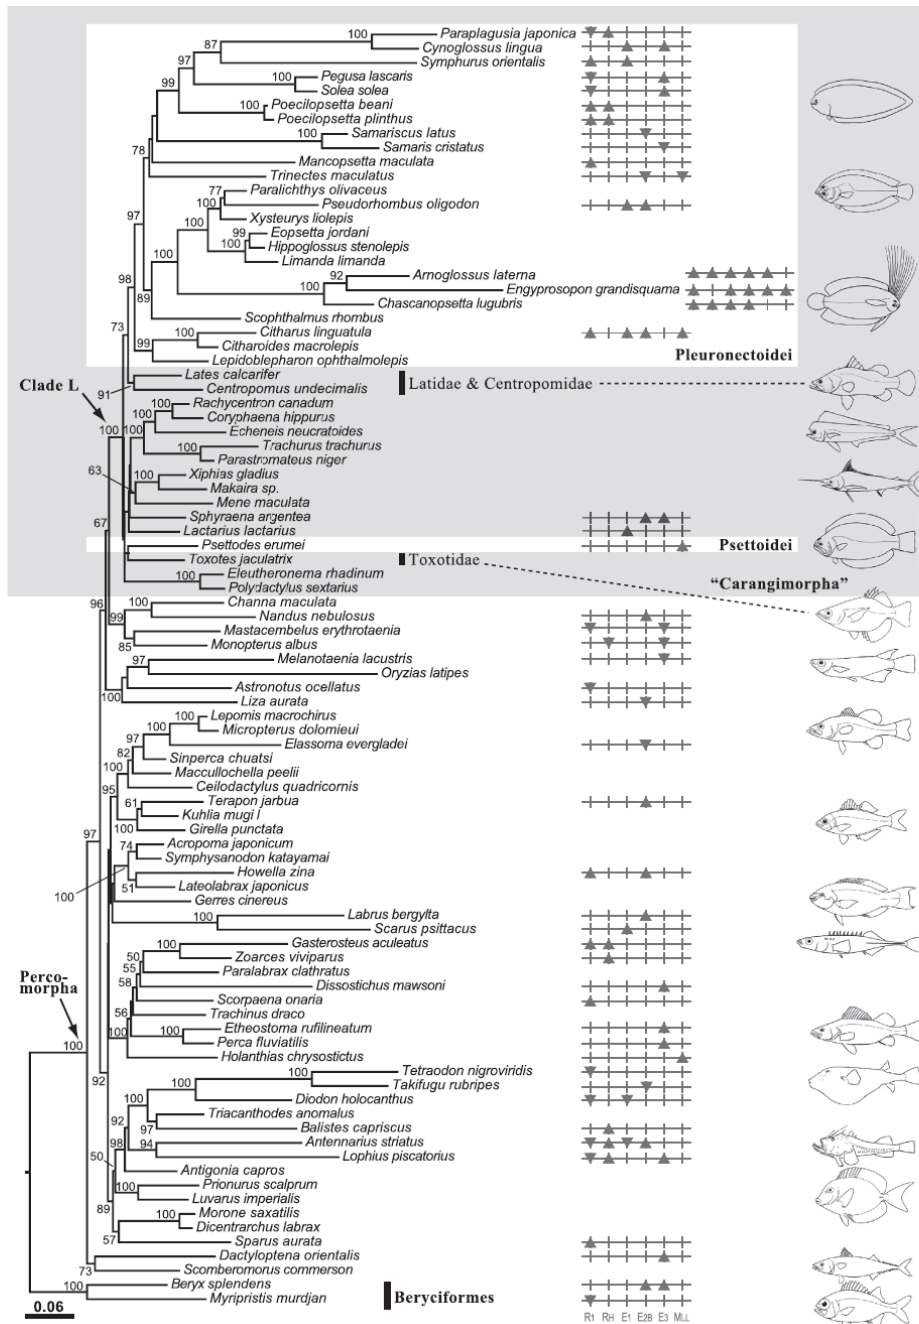 100 Paraplagusia japonica
87 Cynoglossus lingua
97 Symphurus orientalis
100 Pegusa lascaris
99 Solea solea
100 Poecilopsetta beani
Poecilopsetta plinthus
100 Samariscus latus
Samaris cristatus
78 Mancopsetta maculata
Trinectes maculatus
77 Paralichthys olivaceus
100 Pseudorhombus oligodon
97 Xysteurys liolepis
99 Eopsetta jordani
100 100 Hippoglossus stenolepis
Limanda limanda
92 Arnoglossus laterna
98 100 Engyprosopon grandisquama
89 Chascanopsetta lugubris
Scophthalmus rhombus
73 100 Citharus linguatula
99 Citharoides macrolepis
Lepidoblepharon ophthalmolepis
Pleuronectoidei
Lates calcarifer
Clade L 91 Centropomus undecimalis
Latidae & Centropomidae
100 Rachycentron canadum
100 Coryphaena hippurus
100 100 Echeneis neucratoides
Trachurus trachurus
100 Parastromateus niger
63 100 Xiphias gladius
Makaira sp.
Mene maculata
67 Sphyraena argentea
Lactarius lactarius
Psettodes erumei Psettoidei
Toxotes jaculatrix Toxotidae
Eleutheronema rhadinum "Carangimorpha"
100 Polydactylus sextarius
96 100 Channa maculata
99 Nandus nebulosus
Mastacembelus erythrotaenia
85 Monopterus albus
97 Melanotaenia lacustris
Oryzias latipes
100 Astronotus ocellatus
Liza aurata
100 Lepomis macrochirus
97 100 Micropterus dolomieui
82 Elassoma evergladei
100 Sinperca chuatsi
Maccullochella peelii
95 Ceilodactylus quadricornis
61 Terapon jarbua
Kuhlia mugi l
100 Girella punctata
97 74 Acropoma japonicum
Symphysanodon katayamai
Howella zina
51 Lateolabrax japonicus
100 Gerres cinereus
Labrus bergylta
100 Scarus psittacus
100 Gasterosteus aculeatus
50 Zoarces viviparus
55 Paralabrax clathratus
Perco-
morpha
58 Dissostichus mawsoni
Scorpaena onaria
56 Trachinus draco
Etheostoma rufilineatum
100 100 Perca fluviatilis
100 Holanthias chrysostictus
92 100 Tetraodon nigroviridis
100 Takifugu rubripes
100 Diodon holocanthus
92 Triacanthodes anomalus
97 Balistes capriscus
98 94 Antennarius striatus
50 Lophius piscatorius
Antigonia capros
100 Prionurus scalprum
Luvarus imperialis
89 100 Morone saxatilis
Dicentrarchus labrax
57 Sparus aurata
Dactyloptena orientalis
73 Scomberomorus commerson
100 Beryx splendens
Myripristis murdjan
Beryciformes
0.06
R1 RH E1 E2B E3 MLL